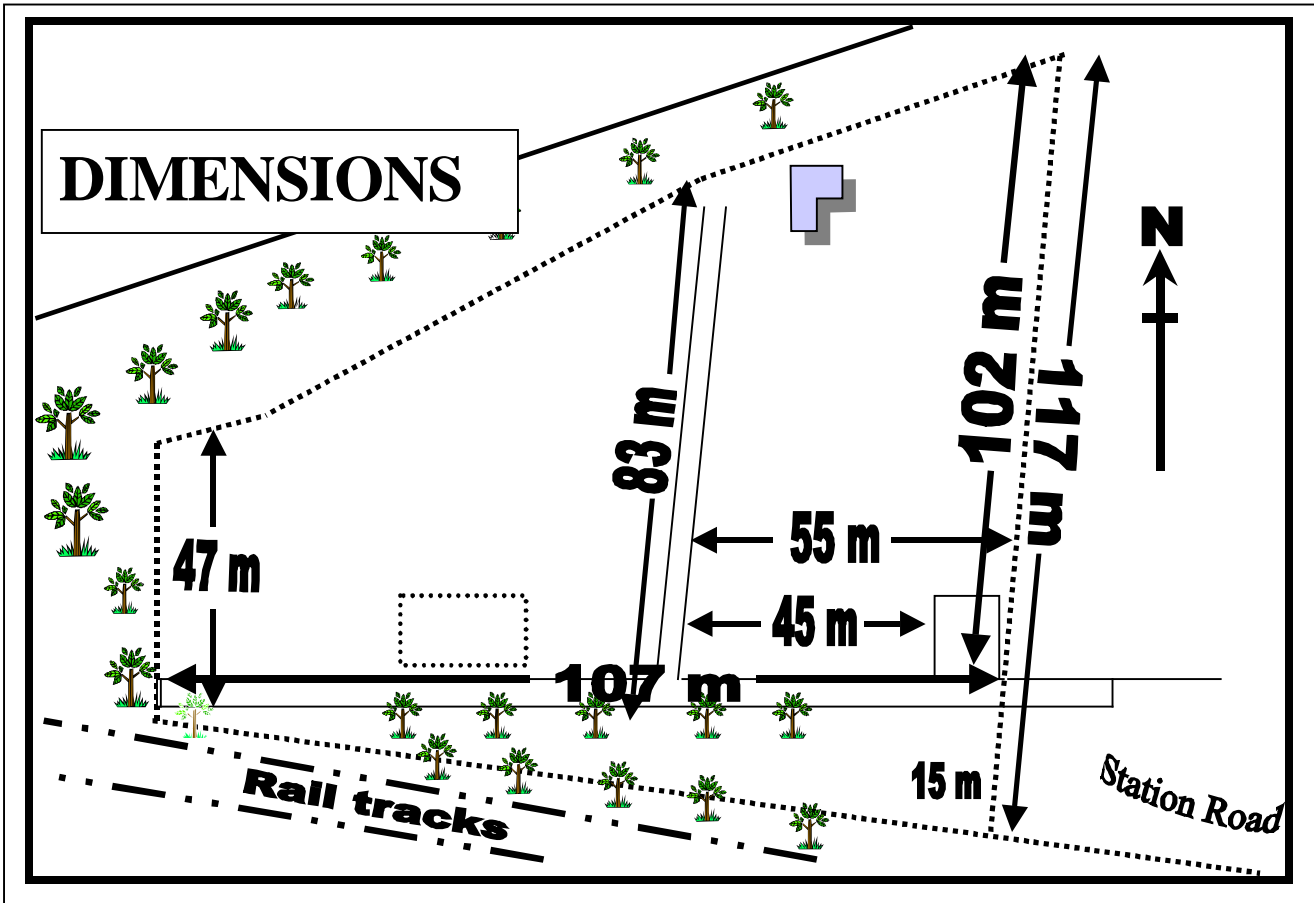 DIMENSIONS
N
102 m
117 m
83 m
55 m
47 m
45 m
107 m
15 m
Station Road
Rail tracks